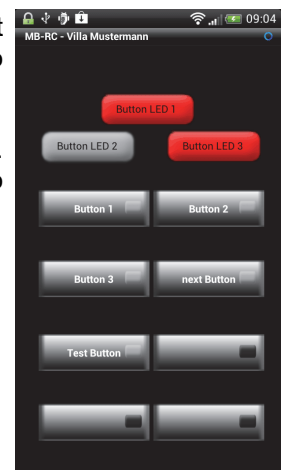 09:04
MB-RC - Villa Mustermann
Button LED 1
Button LED 2 Button LED 3
Button 1 Button 2
Button 3 next Button
Test Button